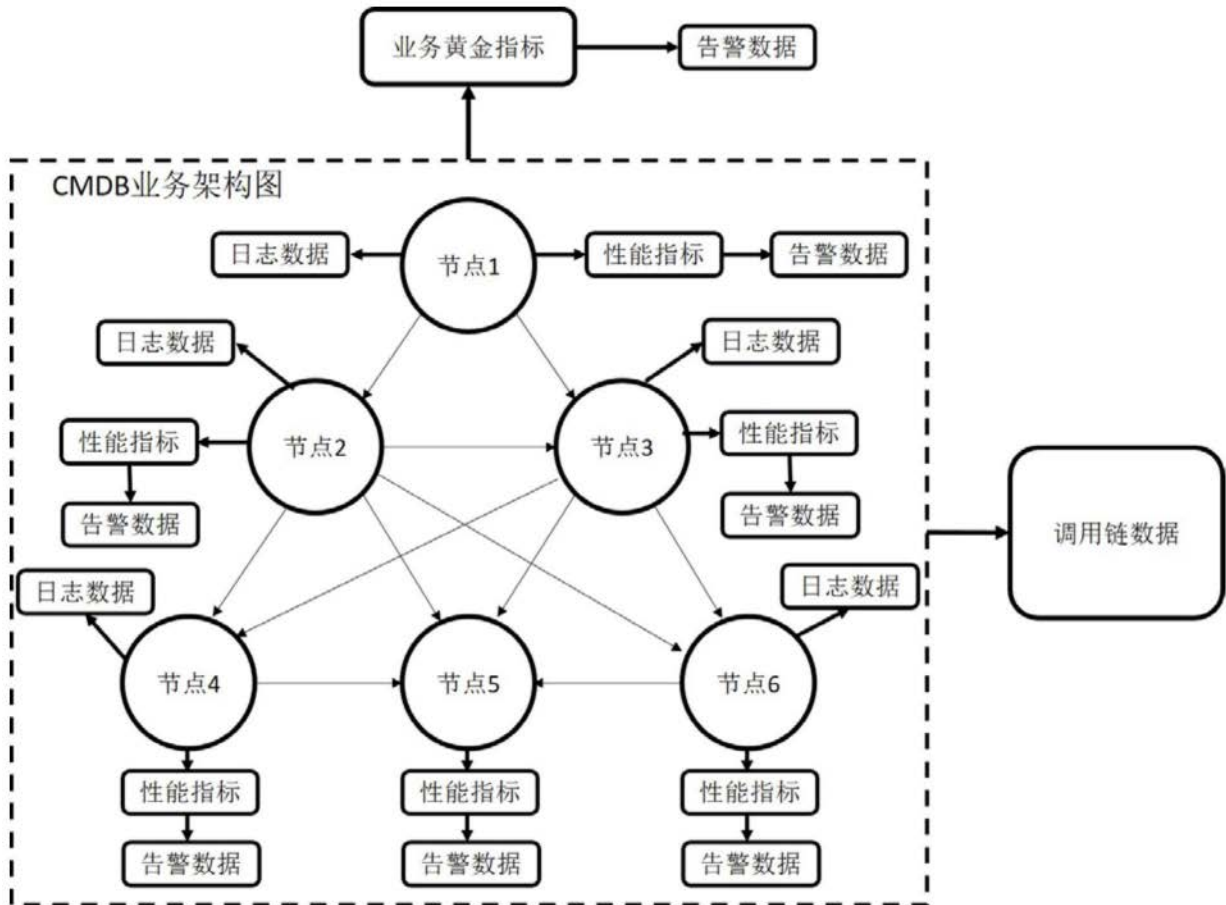 业务黄金指标
告警数据
CMDB业务架构图
日志数据
节点1
性能指标
告警数据
日志数据
日志数据
节点2
节点3
性能指标
性能指标
告警数据
告警数据
调用链数据
日志数据
日志数据
节点4
节点5
节点6
性能指标
性能指标
性能指标
告警数据
告警数据
告警数据